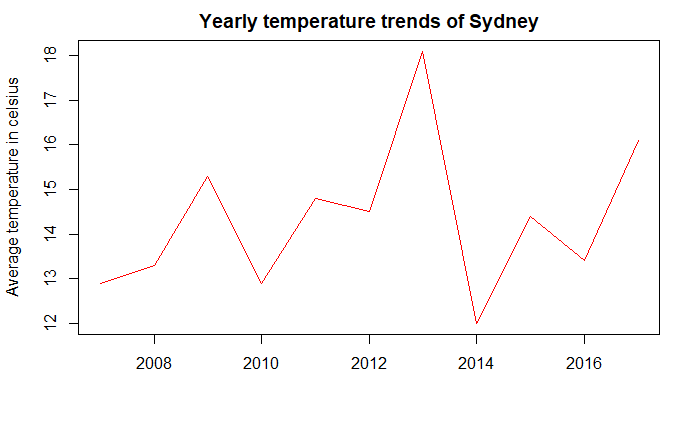 Yearly temperature trends of Sydney
Average temperature in celsius
18
17
16
15
14
13
12
2008 2010 2012 2014 2016